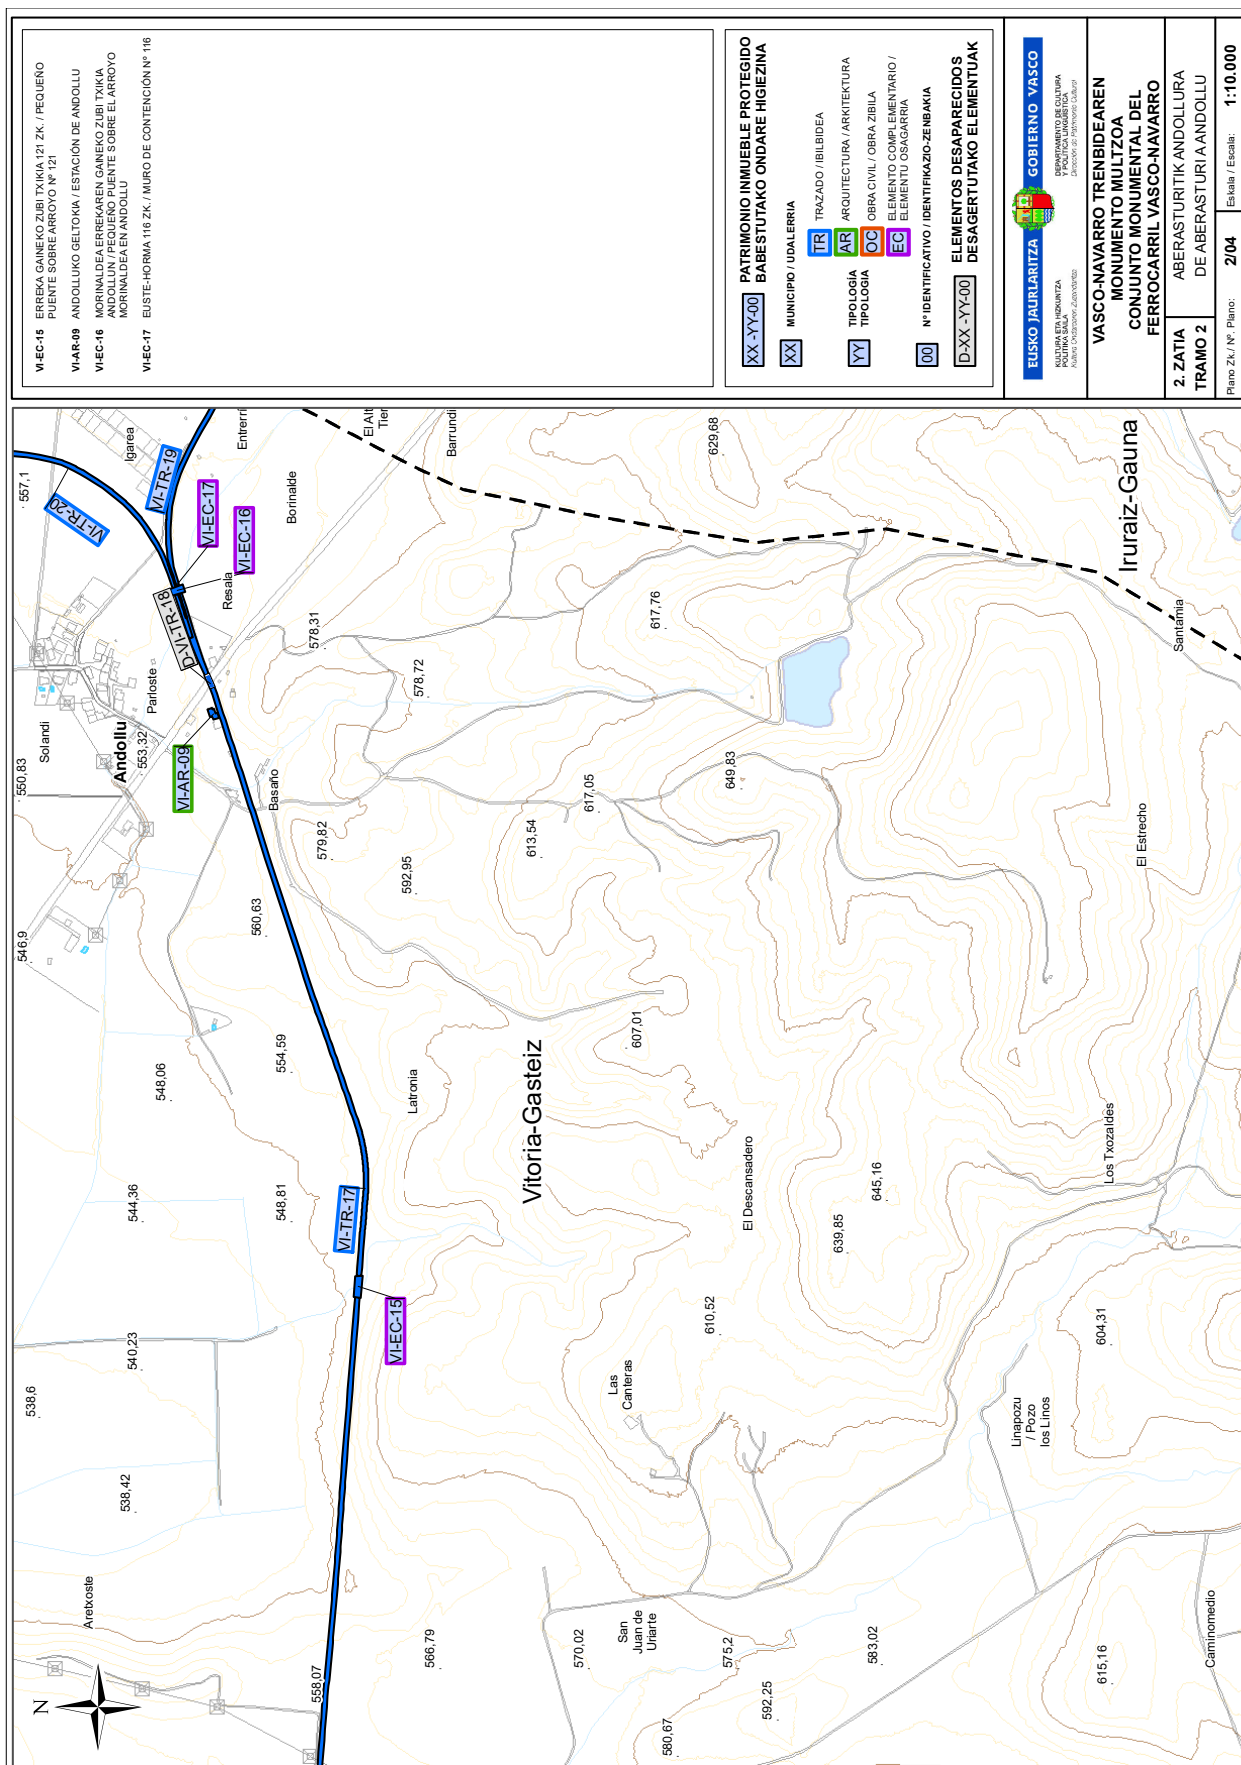 VI-EC-15 ERREKA GAINEKO ZUBI TXIKIA 121 ZK. / PEQUEÑO
PUENTE SOBRE ARROYO Nº 121
VI-AR-09 ANDOLLUKO GELTOKIA / ESTACIÓN DE ANDOLLU
VI-EC-16 MORINALDEA ERREKAREN GAINEKO ZUBI TXIKIA
ANDOLLUN / PEQUEÑO PUENTE SOBRE EL ARROYO
MORINALDEA EN ANDOLLU
VI-EC-17 EUSTE-HORMA 116 ZK. / MURO DE CONTENCIÓN Nº 116
XX -YY-00 PATRIMONIO INMUEBLE PROTEGIDO
BABESTUTAKO ONDARE HIGIEZINA
XX MUNICIPIO / UDALERRIA
YY TIPOLOGÍA
TIPOLOGIA
TR TRAZADO / IBILBIDEA
AR ARQUITECTURA / ARKITEKTURA
OC OBRA CIVIL / OBRA ZIBILA
EC ELEMENTO COMPLEMENTARIO /
ELEMENTU OSAGARRIA
00 Nº IDENTIFICATIVO / IDENTIFIKAZIO-ZENBAKIA
D-XX -YY-00 ELEMENTOS DESAPARECIDOS
DESAGERTUTAKO ELEMENTUAK
EUSKO JAURLARITZA GOBIERNO VASCO
KULTURA ETA HIZKUNTZA
POLITIKA SAILA
Kultura Ondarearen Zuzendaritza
DEPARTAMENTO DE CULTURA
Y POLÍTICA LINGÜÍSTICA
Dirección de Patrimonio Cultural
VASCO-NAVARRO TRENBIDEAREN
MONUMENTO MULTZOA
CONJUNTO MONUMENTAL DEL
FERROCARRIL VASCO-NAVARRO
2. ZATIA
TRAMO 2
ABERASTURITIK ANDOLLURA
DE ABERASTURI A ANDOLLU
Plano Zk./ Nº. Plano: 2/04
Eskala / Escala: 1:10.000
N
Aretxoste
538,6
538,42
540,23
544,36
548,81
548,06
554,59
546,9
550,83
Solandi
Andollu
553,32
Parloste
557,1
Igarea
VI-TR-20
VI-TR-19
VI-EC-17
VI-EC-16
D-VI-TR-18
VI-AR-09
Resala
Entrerri
Borinalde
El Alt
Tier
Barrundi
578,31
578,72
Basaño
579,82
560,63
592,95
613,54
617,05
617,76
629,68
649,83
Iruraiz-Gauna
Santamia
El Estrecho
607,01
Latronia
Vitoria-Gasteiz
VI-TR-17
VI-EC-15
El Descansadero
645,16
639,85
610,52
Los Txozaldes
604,31
Las
Canteras
Linapozu
/ Pozo
los Linos
558,07
566,79
570,02
San
Juan de
Uriarte
575,2
583,02
592,25
580,67
615,16
Caminomedio